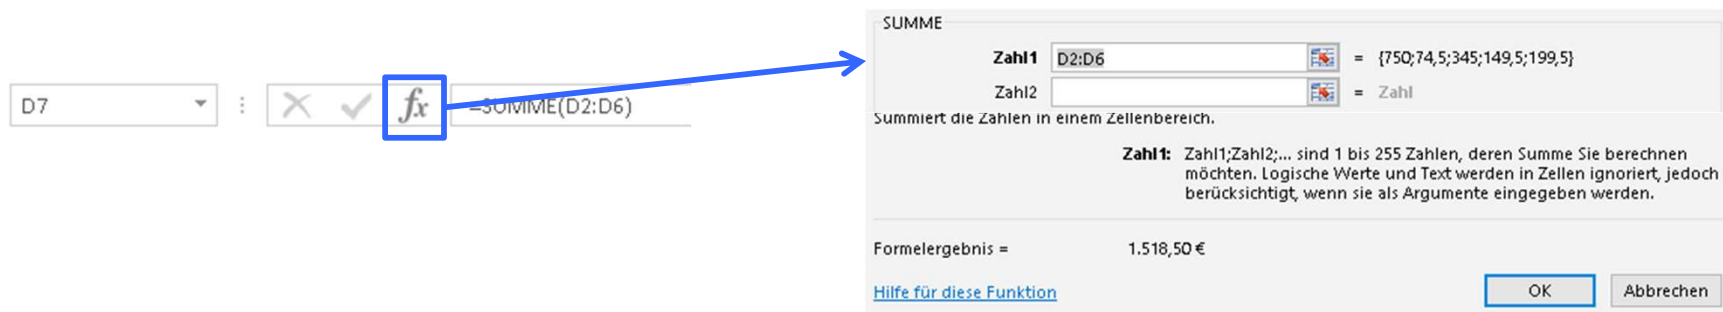 D7
fx
=SUMME(D2:D6)
SUMME
Zahl1 D2:D6 = {750;74,5;345;149,5;199,5}
Zahl2 = Zahl
Summiert die Zahlen in einem Zellenbereich.
Zahl1: Zahl1;Zahl2;... sind 1 bis 255 Zahlen, deren Summe Sie berechnen
möchten. Logische Werte und Text werden in Zellen ignoriert, jedoch
berücksichtigt, wenn sie als Argumente eingegeben werden.
Formelergebnis = 1.518,50 €
Hilfe für diese Funktion
OK Abbrechen